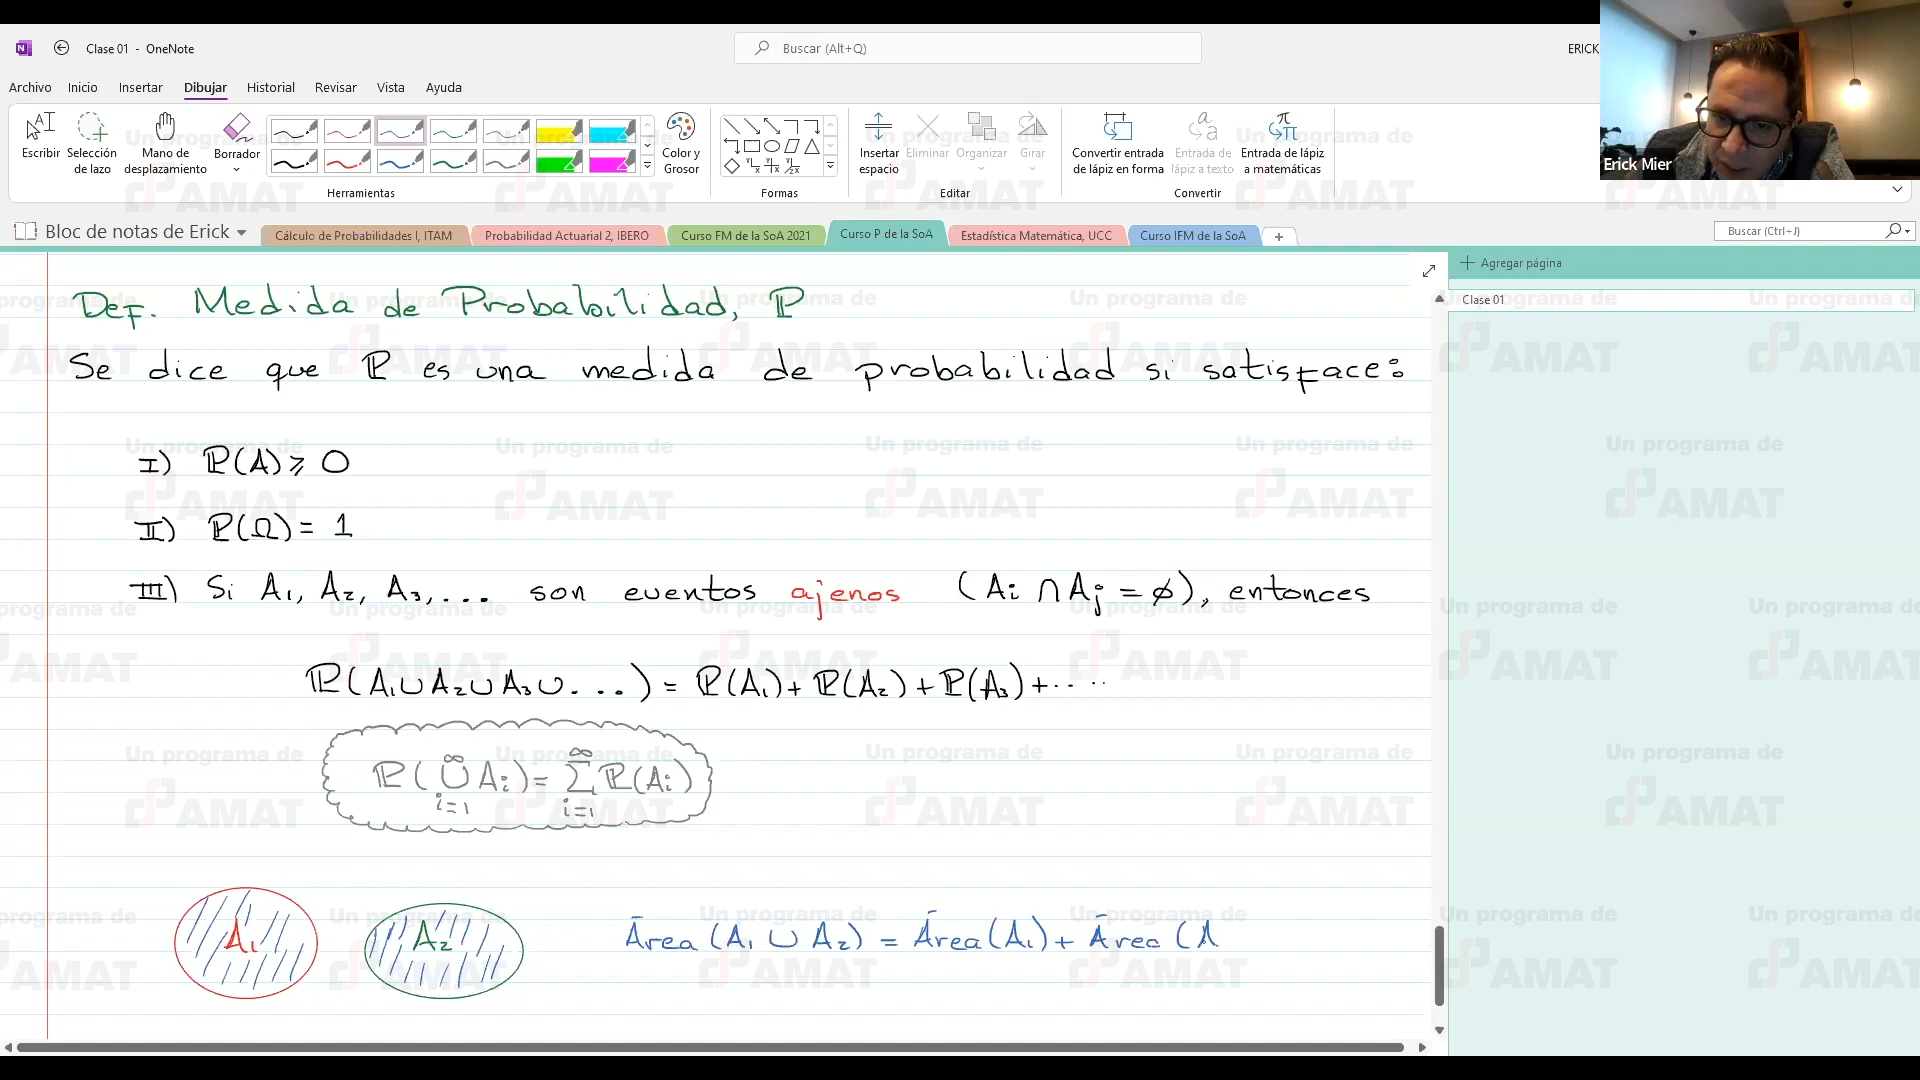 Clase 01 - OneNote
Buscar (Alt+Q)
ERICK
Archivo Inicio Insertar Dibujar Historial Revisar Vista Ayuda
Escribir
Selección de lazo
Mano de desplazamiento
Borrador
Color y Grosor
Insertar espacio
Eliminar
Organizar
Girar
Convertir entrada de lápiz en forma
Entrada de lápiz a texto
Entrada de lápiz a matemáticas
Herramientas
Formas
Editar
Convertir
Erick Mier
Bloc de notas de Erick
Cálculo de Probabilidades I, ITAM
Probabilidad Actuarial 2, IBERO
Curso FM de la SoA 2021
Curso P de la SoA
Estadística Matemática, UCC
Curso IFM de la SoA
Buscar (Ctrl+J)
Agregar página
Clase 01
Def. Medida de Probabilidad, ℙ
Se dice que ℙ es una medida de probabilidad si satisface:
I) ℙ(A) ⩾ 0
II) ℙ(Ω) = 1
III) Si A₁, A₂, A₃, ... son eventos ajenos (Ai ∩ Aj = ∅), entonces
ℙ(A₁∪A₂∪A₃∪...) = ℙ(A₁) + ℙ(A₂) + ℙ(A₃) + ·····
ℙ(∞∪i=1 Ai) = ∞∑i=1 ℙ(Ai)
A₁
A₂
Área (A₁ ∪ A₂) = Área (A₁) + Área (A
Un programa de
AMAT